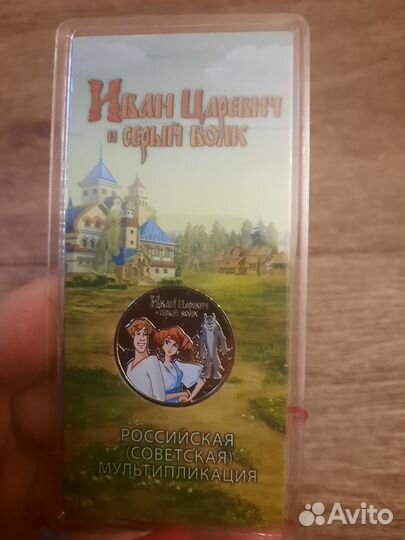 Иван Царевич
и серый волк
Иван Царевич
и серый волк
РОССИЙСКАЯ
(СОВЕТСКАЯ)
МУЛЬТИПЛИКАЦИЯ
Avito